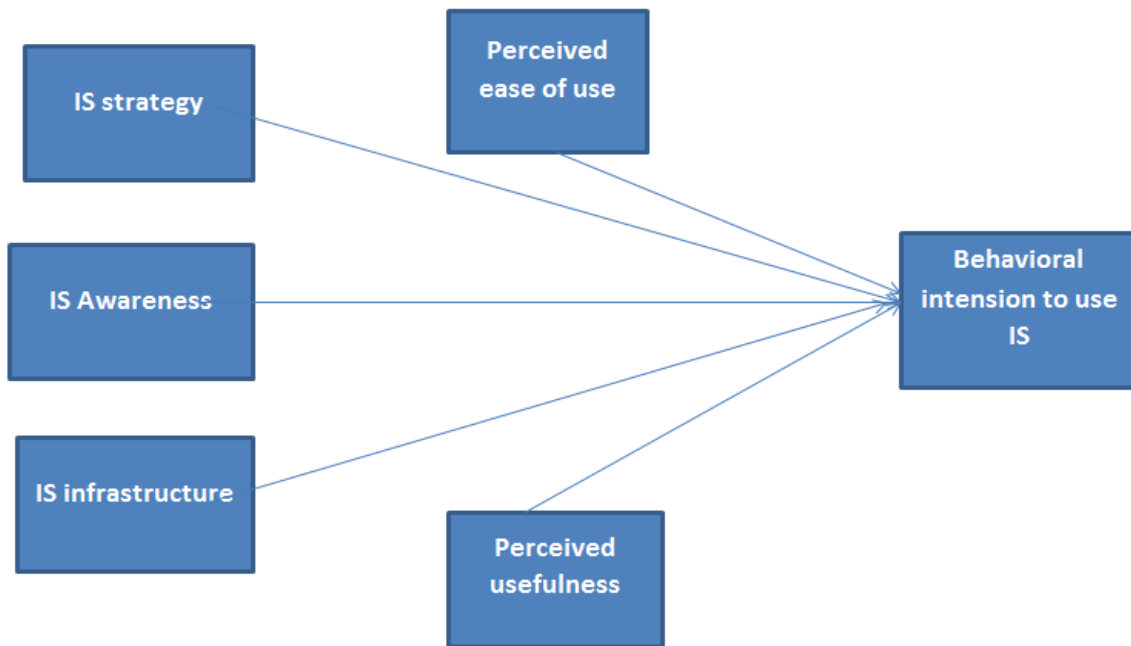 IS strategy
Perceived
ease of use
IS Awareness
Behavioral
intension to use
IS
IS infrastructure
Perceived
usefulness